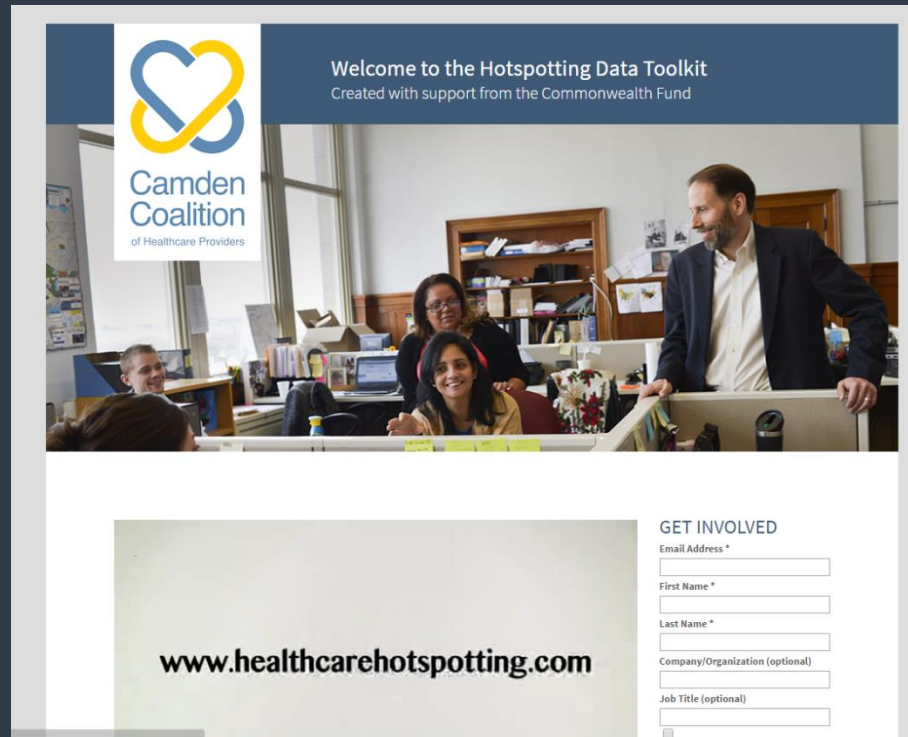 Welcome to the Hotspotting Data Toolkit
Created with support from the Commonwealth Fund
Camden
Coalition
of Healthcare Providers
www.healthcarehotspotting.com
GET INVOLVED
Email Address *
First Name *
Last Name *
Company/Organization (optional)
Job Title (optional)